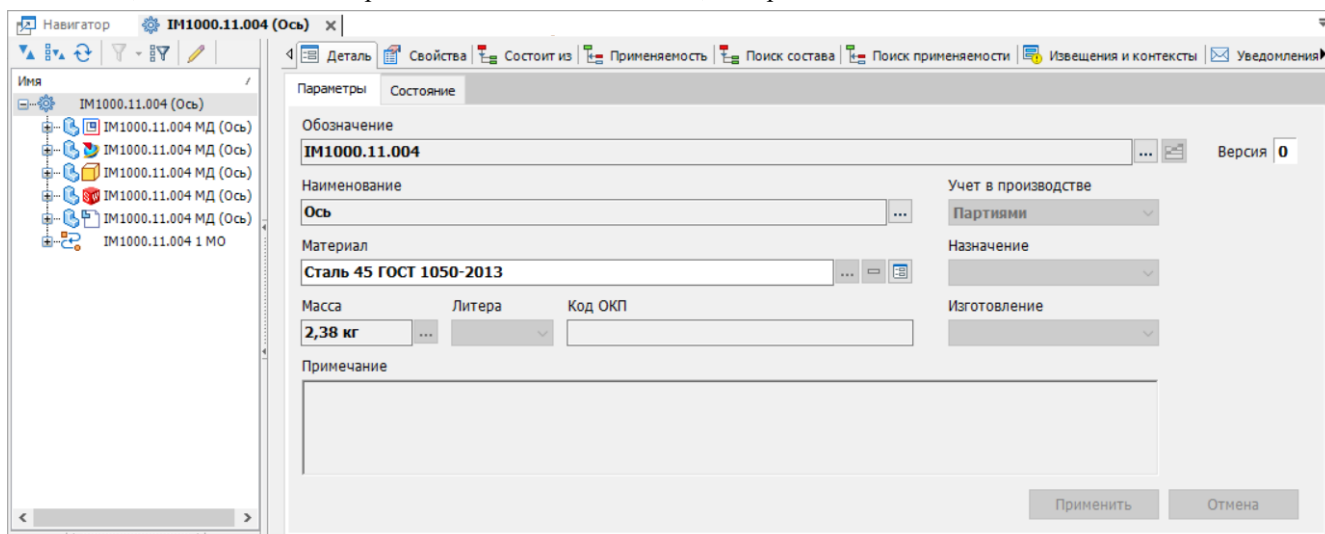 Навигатор IM1000.11.004 (Ось)
Деталь Свойства Состоит из Применяемость Поиск состава Поиск применяемости Извещения и контексты Уведомления
Имя
IM1000.11.004 (Ось)
IM1000.11.004 МД (Ось)
IM1000.11.004 МД (Ось)
IM1000.11.004 МД (Ось)
IM1000.11.004 МД (Ось)
IM1000.11.004 МД (Ось)
IM1000.11.004 1 МО
Параметры Состояние
Обозначение
IM1000.11.004 ... Версия 0
Наименование Учет в производстве
Ось ... Партиями
Материал Назначение
Сталь 45 ГОСТ 1050-2013 ...
Масса Литера Код ОКП Изготовление
2,38 кг ...
Примечание
Применить Отмена